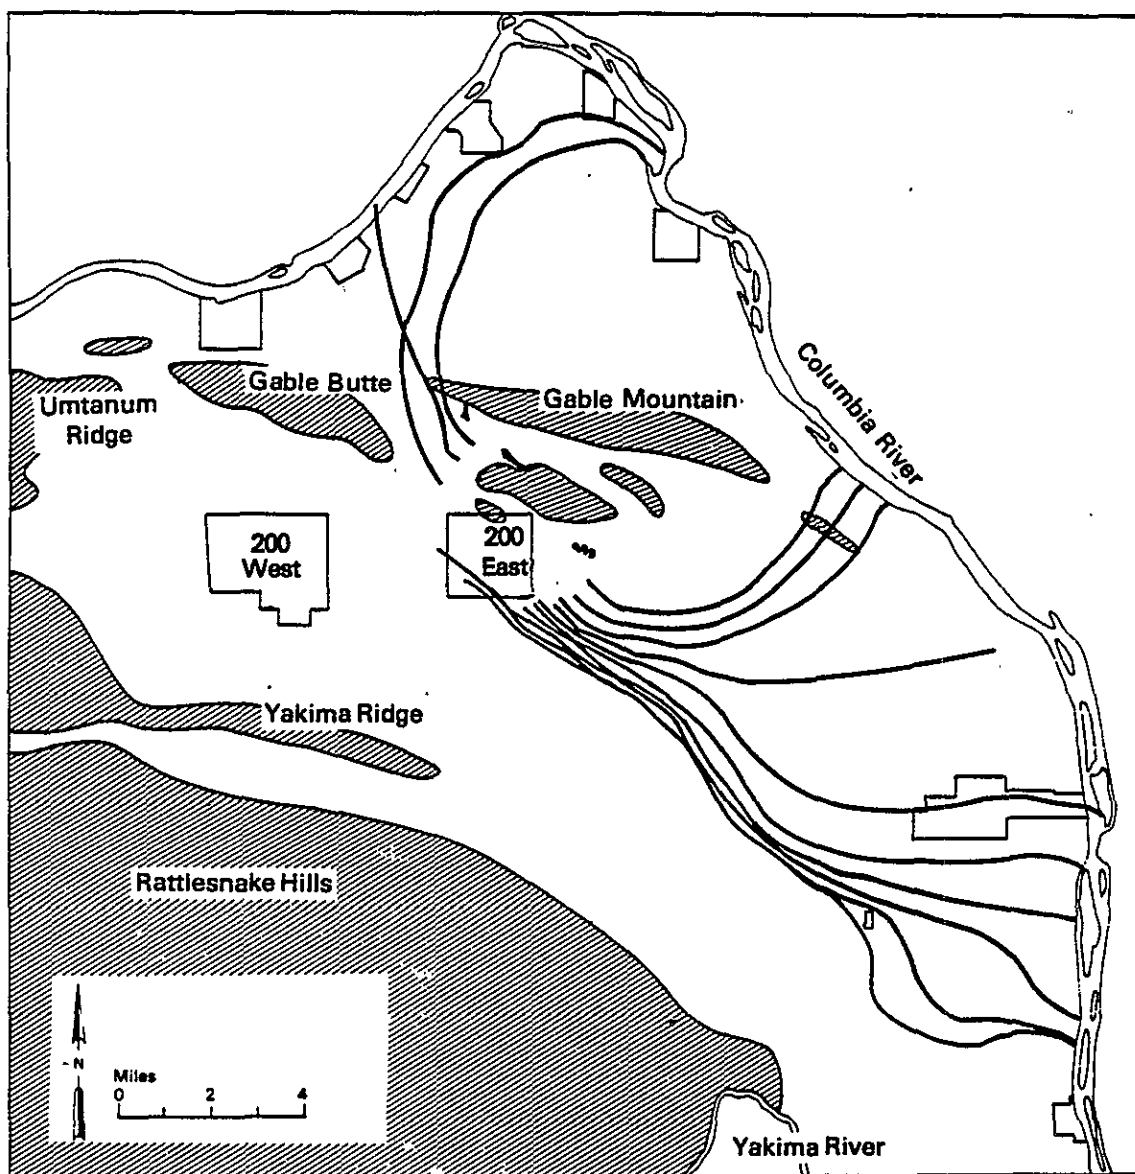 Columbia River
Gable Butte
Gable Mountain
Umtanum
Ridge
200
West
200
East
Yakima Ridge
Rattlesnake Hills
N
Miles
0 2 4
Yakima River